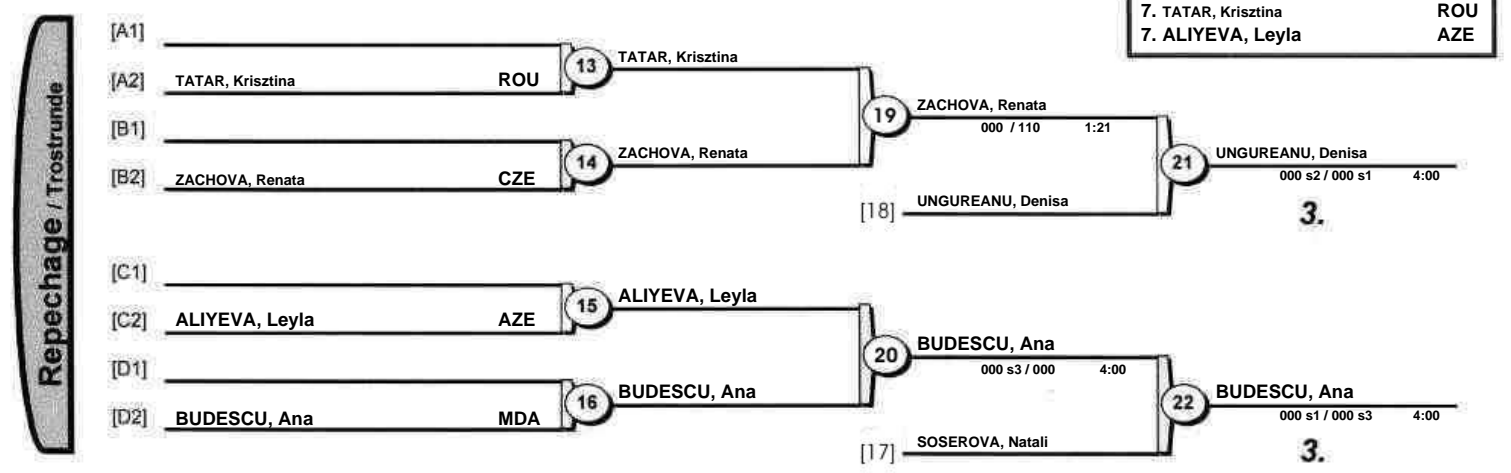 7. TATAR, Krisztina ROU
7. ALIYEVA, Leyla AZE
Repechage / Trostrunde
[A1]
[A2] TATAR, Krisztina ROU
13 TATAR, Krisztina
[B1]
[B2] ZACHOVA, Renata CZE
14 ZACHOVA, Renata
19 ZACHOVA, Renata
000 / 110 1:21
[18] UNGUREANU, Denisa
21 UNGUREANU, Denisa
000 s2 / 000 s1 4:00
3.
[C1]
[C2] ALIYEVA, Leyla AZE
15 ALIYEVA, Leyla
[D1]
[D2] BUDESCU, Ana MDA
16 BUDESCU, Ana
20 BUDESCU, Ana
000 s3 / 000 4:00
[17] SOSEROVA, Natali
22 BUDESCU, Ana
000 s1 / 000 s3 4:00
3.